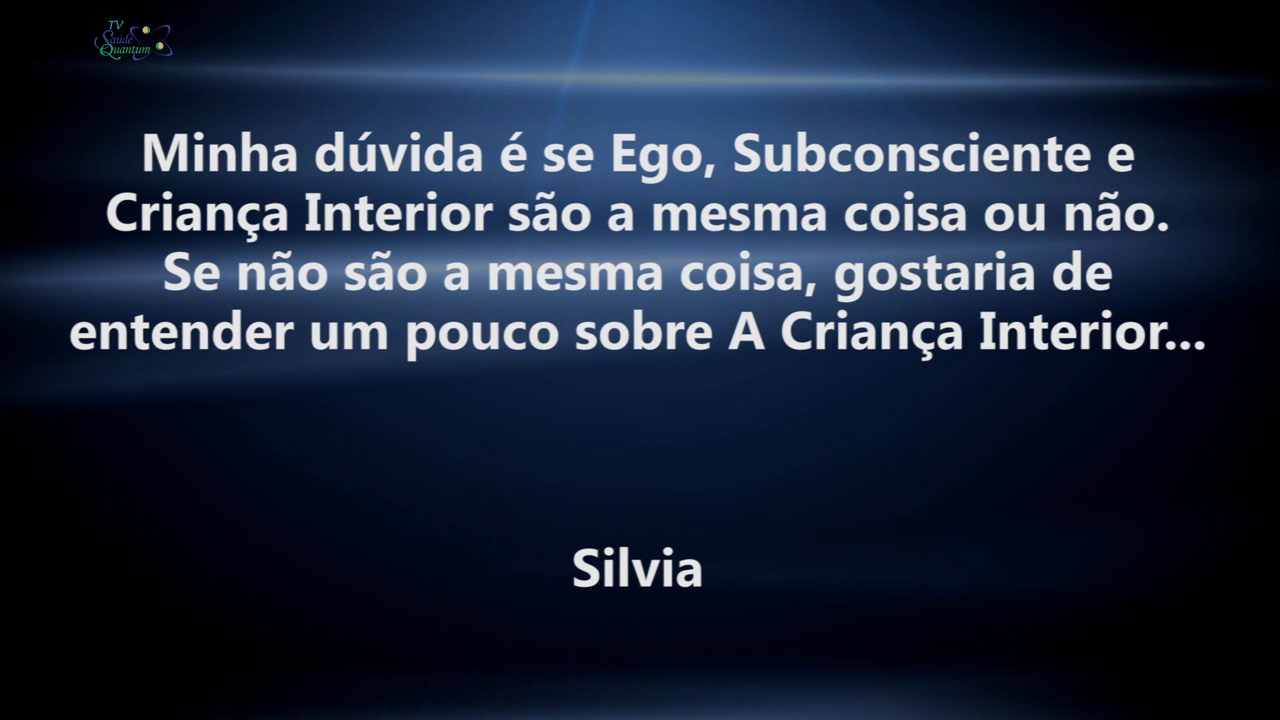 TV
Saúde
Quantum
Minha dúvida é se Ego, Subconsciente e
Criança Interior são a mesma coisa ou não.
Se não são a mesma coisa, gostaria de
entender um pouco sobre A Criança Interior...
Silvia